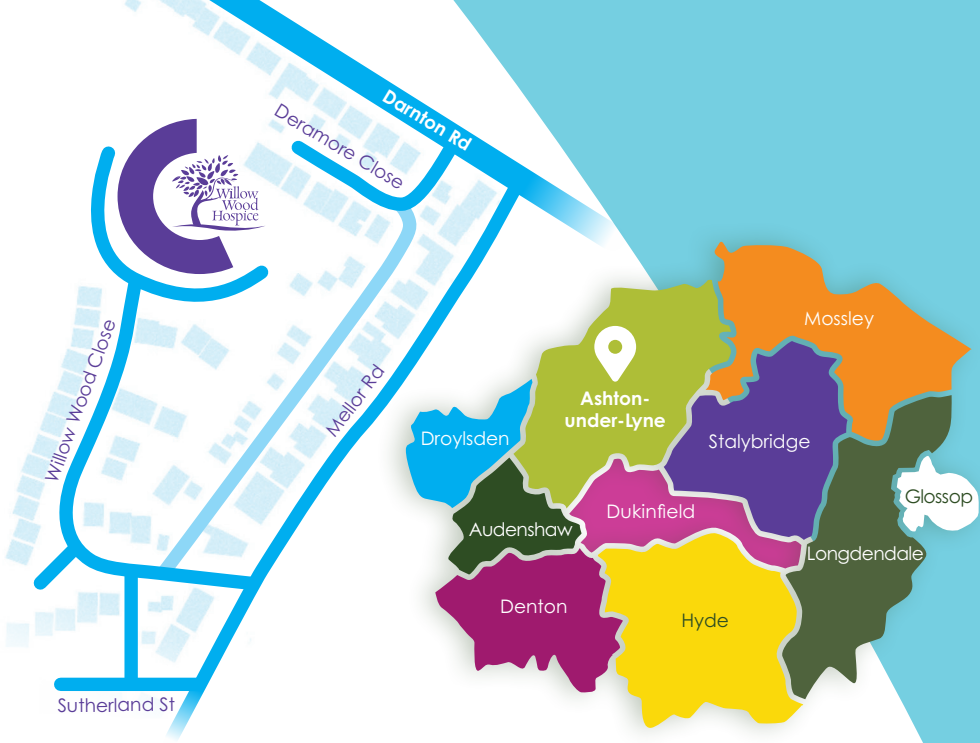 Darnton Rd
Deramore Close
Willow
Wood
Hospice
Willow Wood Close
Mellor Rd
Sutherland St
Mossley
Ashton-
under-Lyne
Droylsden
Stalybridge
Glossop
Dukinfield
Audenshaw
Longdendale
Denton
Hyde